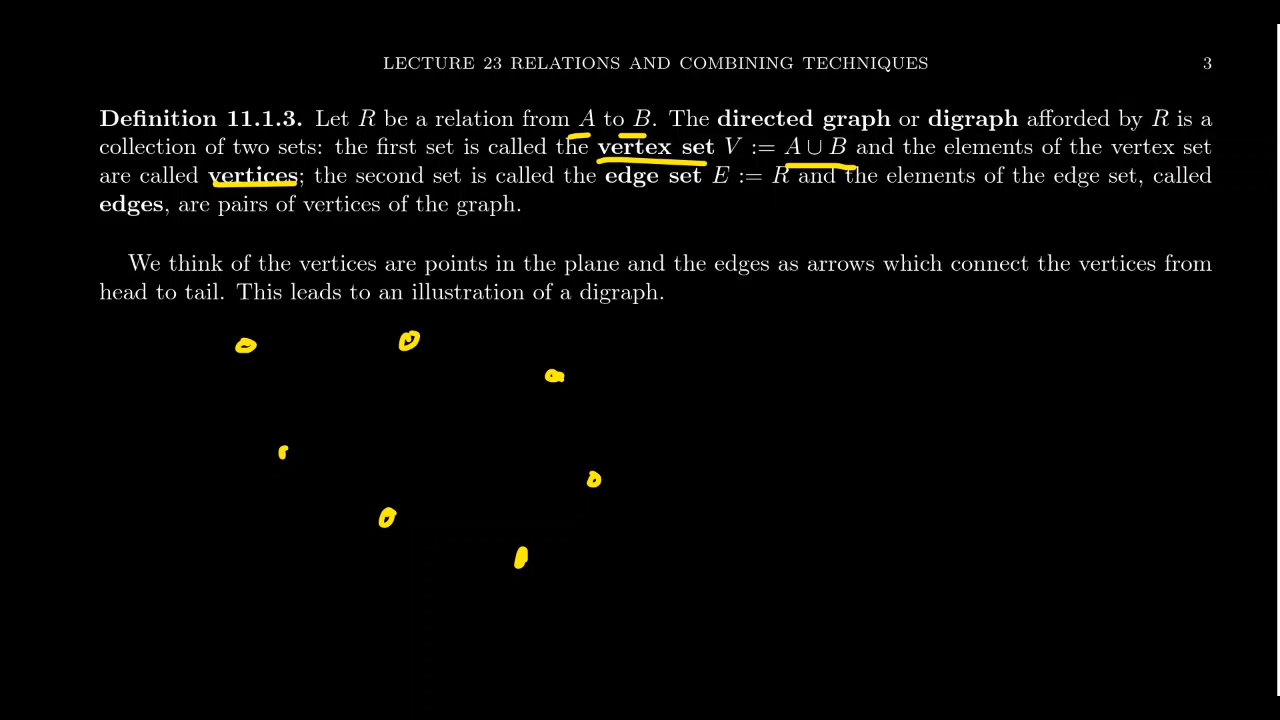 LECTURE 23 RELATIONS AND COMBINING TECHNIQUES 3
Definition 11.1.3. Let R be a relation from A to B. The directed graph or digraph afforded by R is a
collection of two sets: the first set is called the vertex set V := A ∪ B and the elements of the vertex set
are called vertices; the second set is called the edge set E := R and the elements of the edge set, called
edges, are pairs of vertices of the graph.
We think of the vertices are points in the plane and the edges as arrows which connect the vertices from
head to tail. This leads to an illustration of a digraph.